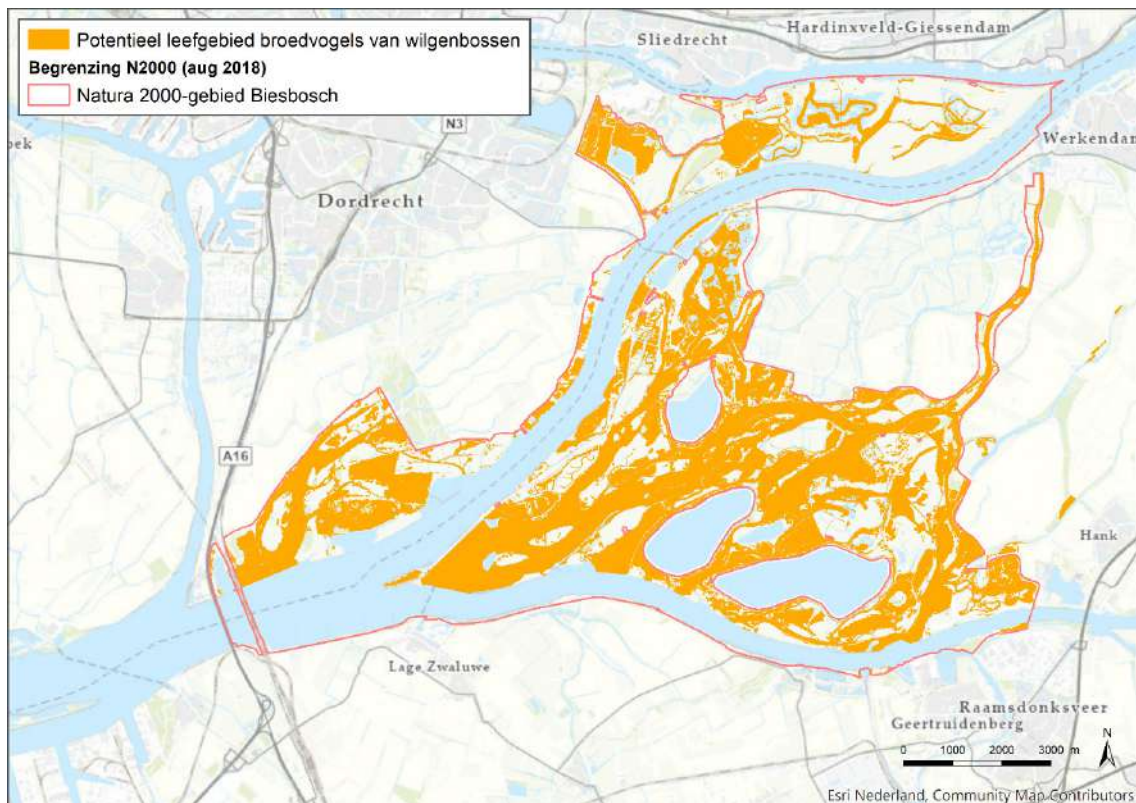 Potentieel leefgebied broedvogels van wilgenbossen
Begrenzing N2000 (aug 2018)
Natura 2000-gebied Biesbosch
Hardinxveld-Giessendam
Sliedrecht
N3
Werkendam
Dordrecht
A16
Hank
Lage Zwaluwe
Raamsdonksveer
Geertruidenberg
N
0 1000 2000 3000 m
Esri Nederland, Community Map Contributors